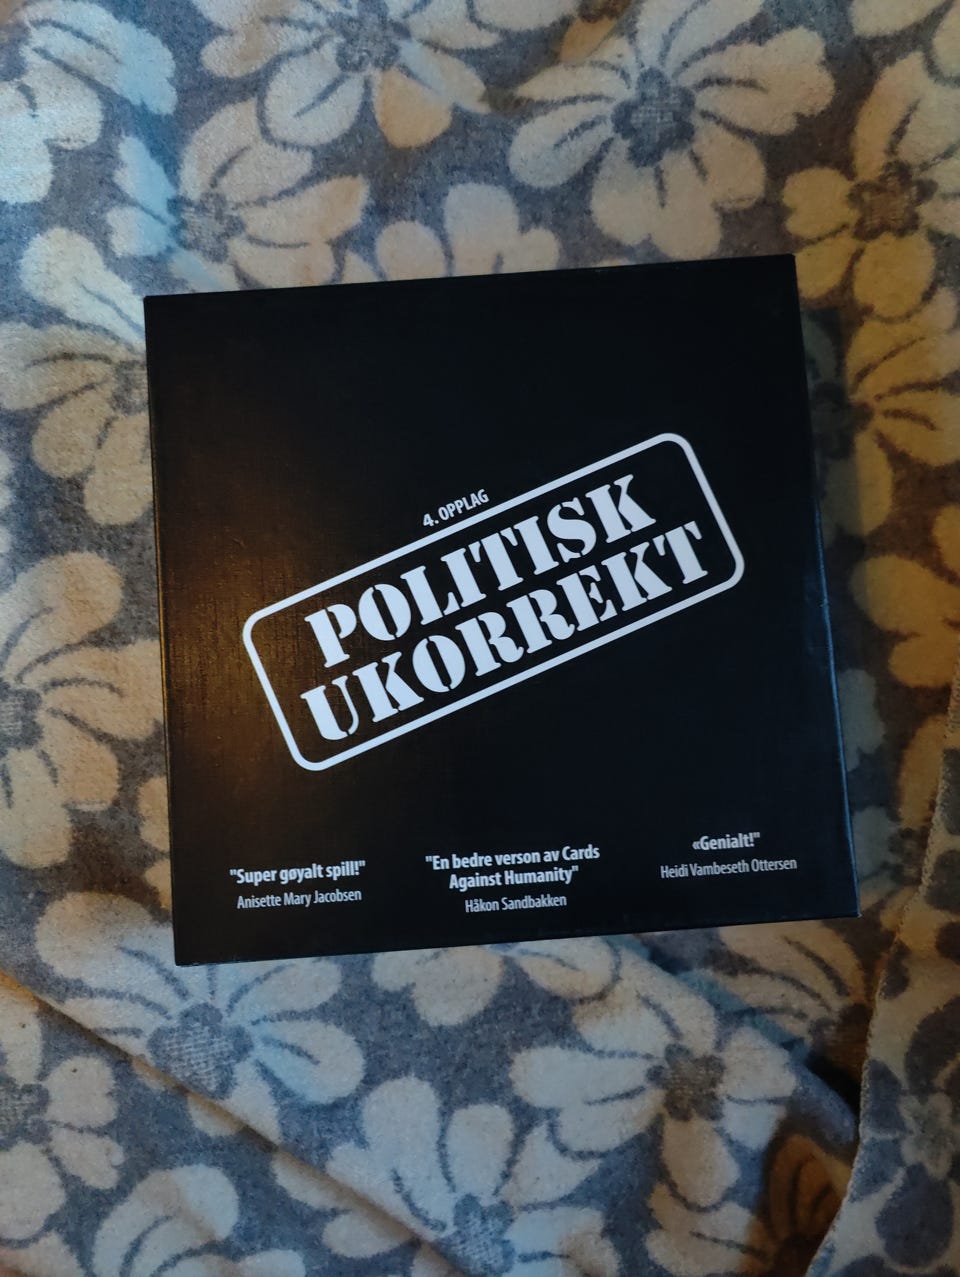 4. OPPLAG
POLITISK
UKORREKT
"Super gøyalt spill!"
Anisette Mary Jacobsen
"En bedre verson av Cards
Against Humanity"
Håkon Sandbakken
«Genialt!"
Heidi Vambeseth Ottersen